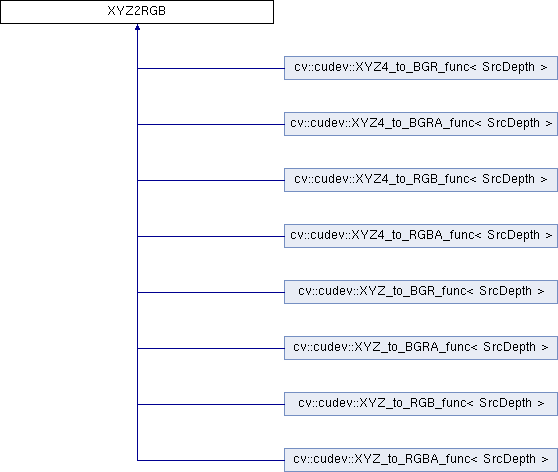 XYZ2RGB
cv::cudev::XYZ4_to_BGR_func< SrcDepth >
cv::cudev::XYZ4_to_BGRA_func< SrcDepth >
cv::cudev::XYZ4_to_RGB_func< SrcDepth >
cv::cudev::XYZ4_to_RGBA_func< SrcDepth >
cv::cudev::XYZ_to_BGR_func< SrcDepth >
cv::cudev::XYZ_to_BGRA_func< SrcDepth >
cv::cudev::XYZ_to_RGB_func< SrcDepth >
cv::cudev::XYZ_to_RGBA_func< SrcDepth >